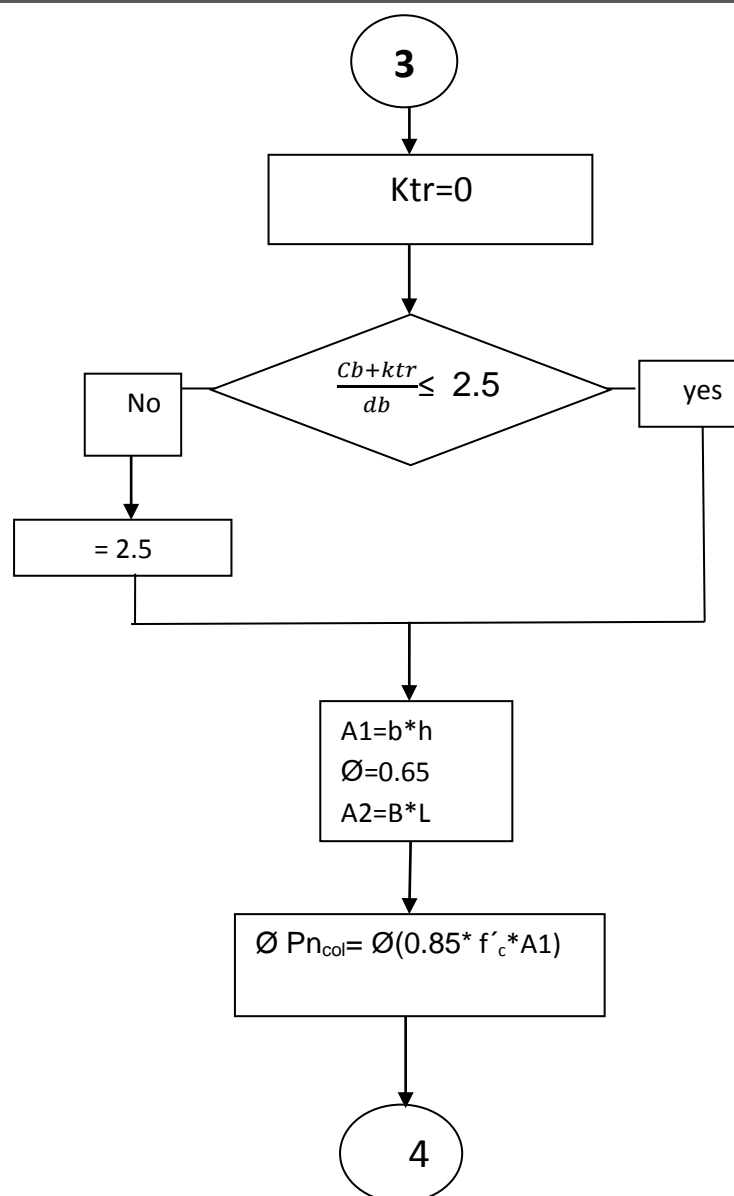 3
Ktr=0
Cb+ktr
db
≤ 2.5
No
yes
= 2.5
A1=b*h
Ø=0.65
A2=B*L
Ø Pncol= Ø(0.85* f´c*A1)
4